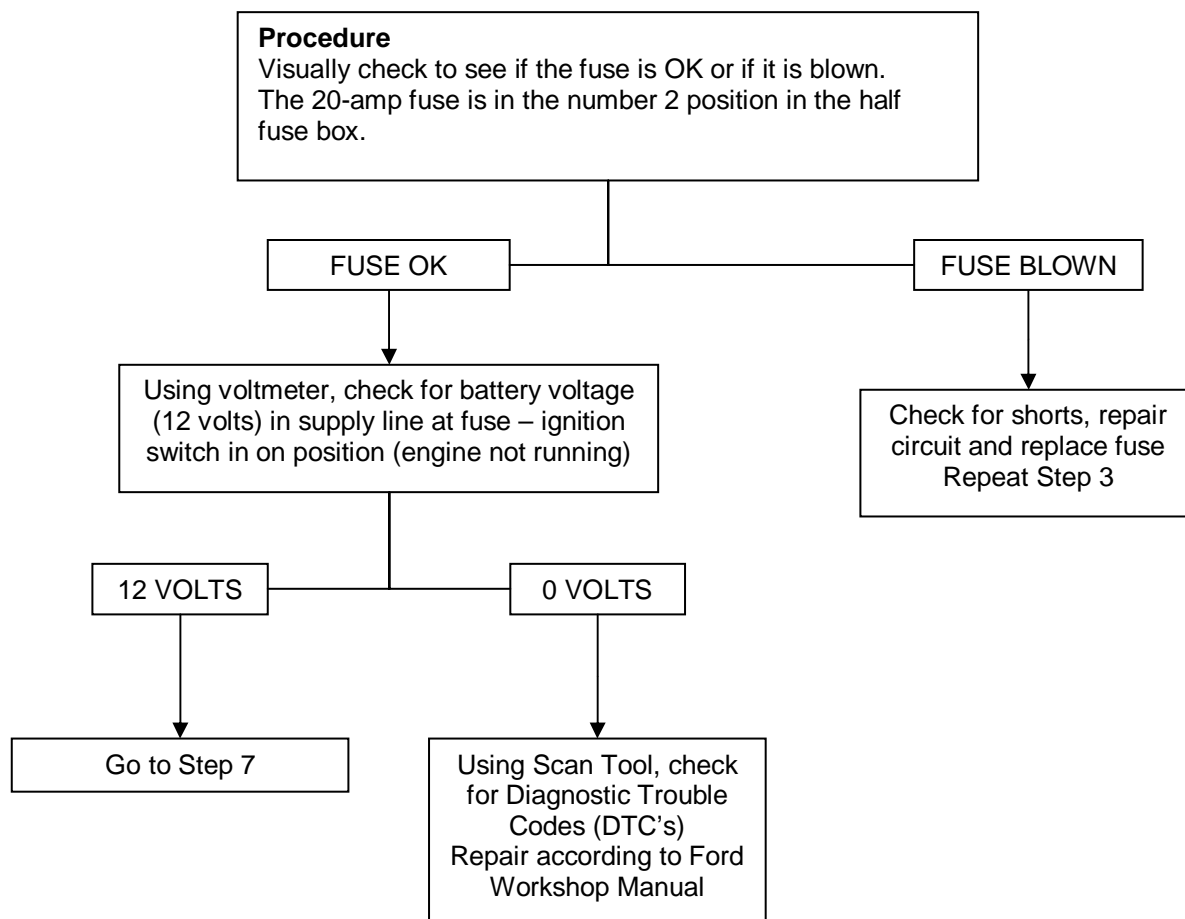 Procedure
Visually check to see if the fuse is OK or if it is blown.
The 20-amp fuse is in the number 2 position in the half
fuse box.
FUSE OK
FUSE BLOWN
Using voltmeter, check for battery voltage
(12 volts) in supply line at fuse – ignition
switch in on position (engine not running)
Check for shorts, repair
circuit and replace fuse
Repeat Step 3
12 VOLTS
0 VOLTS
Go to Step 7
Using Scan Tool, check
for Diagnostic Trouble
Codes (DTC’s)
Repair according to Ford
Workshop Manual